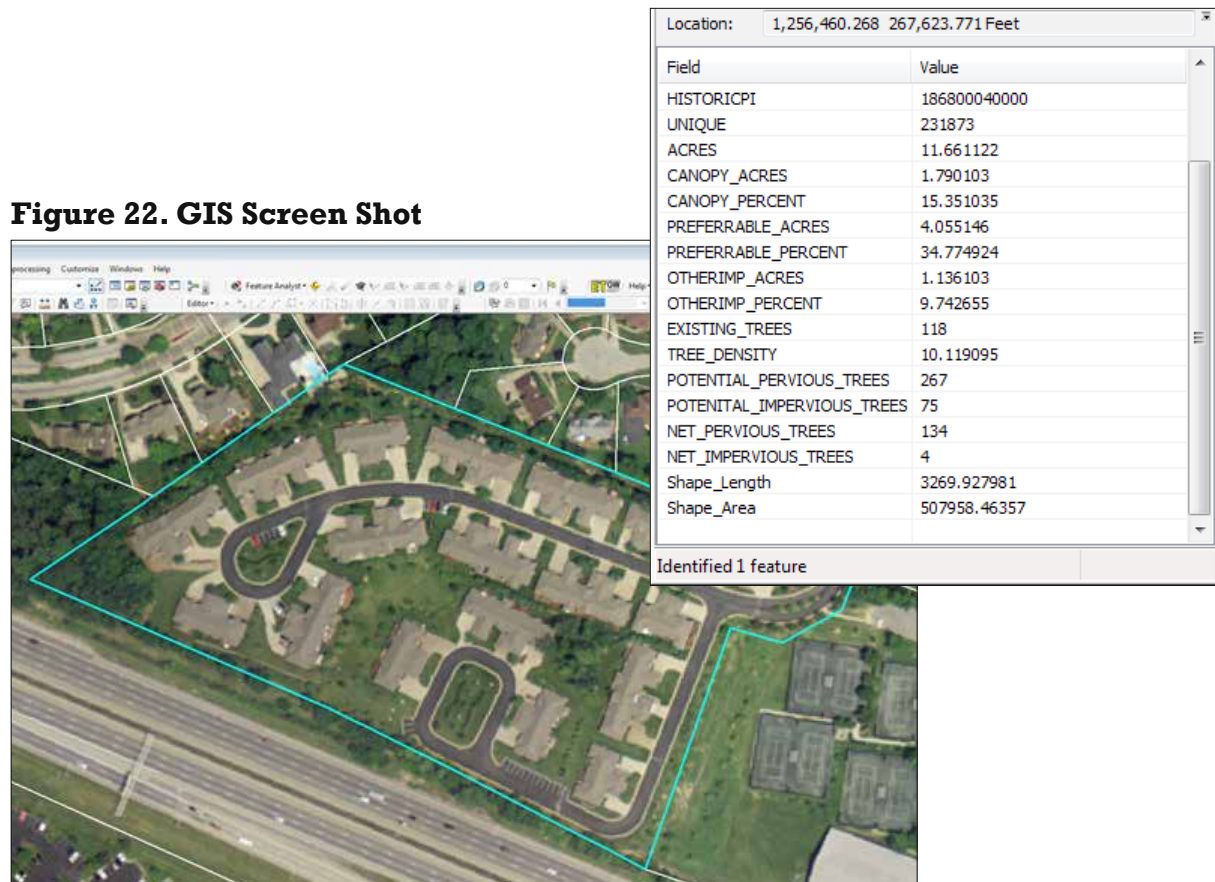 Location: 1,256,460.268 267,623.771 Feet
Field Value
HISTORICPI 186800040000
UNIQUE 231873
ACRES 11.661122
CANOPY_ACRES 1.790103
CANOPY_PERCENT 15.351035
PREFERRABLE_ACRES 4.055146
PREFERRABLE_PERCENT 34.774924
OTHERIMP_ACRES 1.136103
OTHERIMP_PERCENT 9.742655
EXISTING_TREES 118
TREE_DENSITY 10.119095
POTENTIAL_PERVIOUS_TREES 267
POTENITAL_IMPERVIOUS_TREES 75
NET_PERVIOUS_TREES 134
NET_IMPERVIOUS_TREES 4
Shape_Length 3269.927981
Shape_Area 507958.46357
Identified 1 feature
Figure 22. GIS Screen Shot
processing Customize Windows Help
Feature Analyst 0 Help
Editor